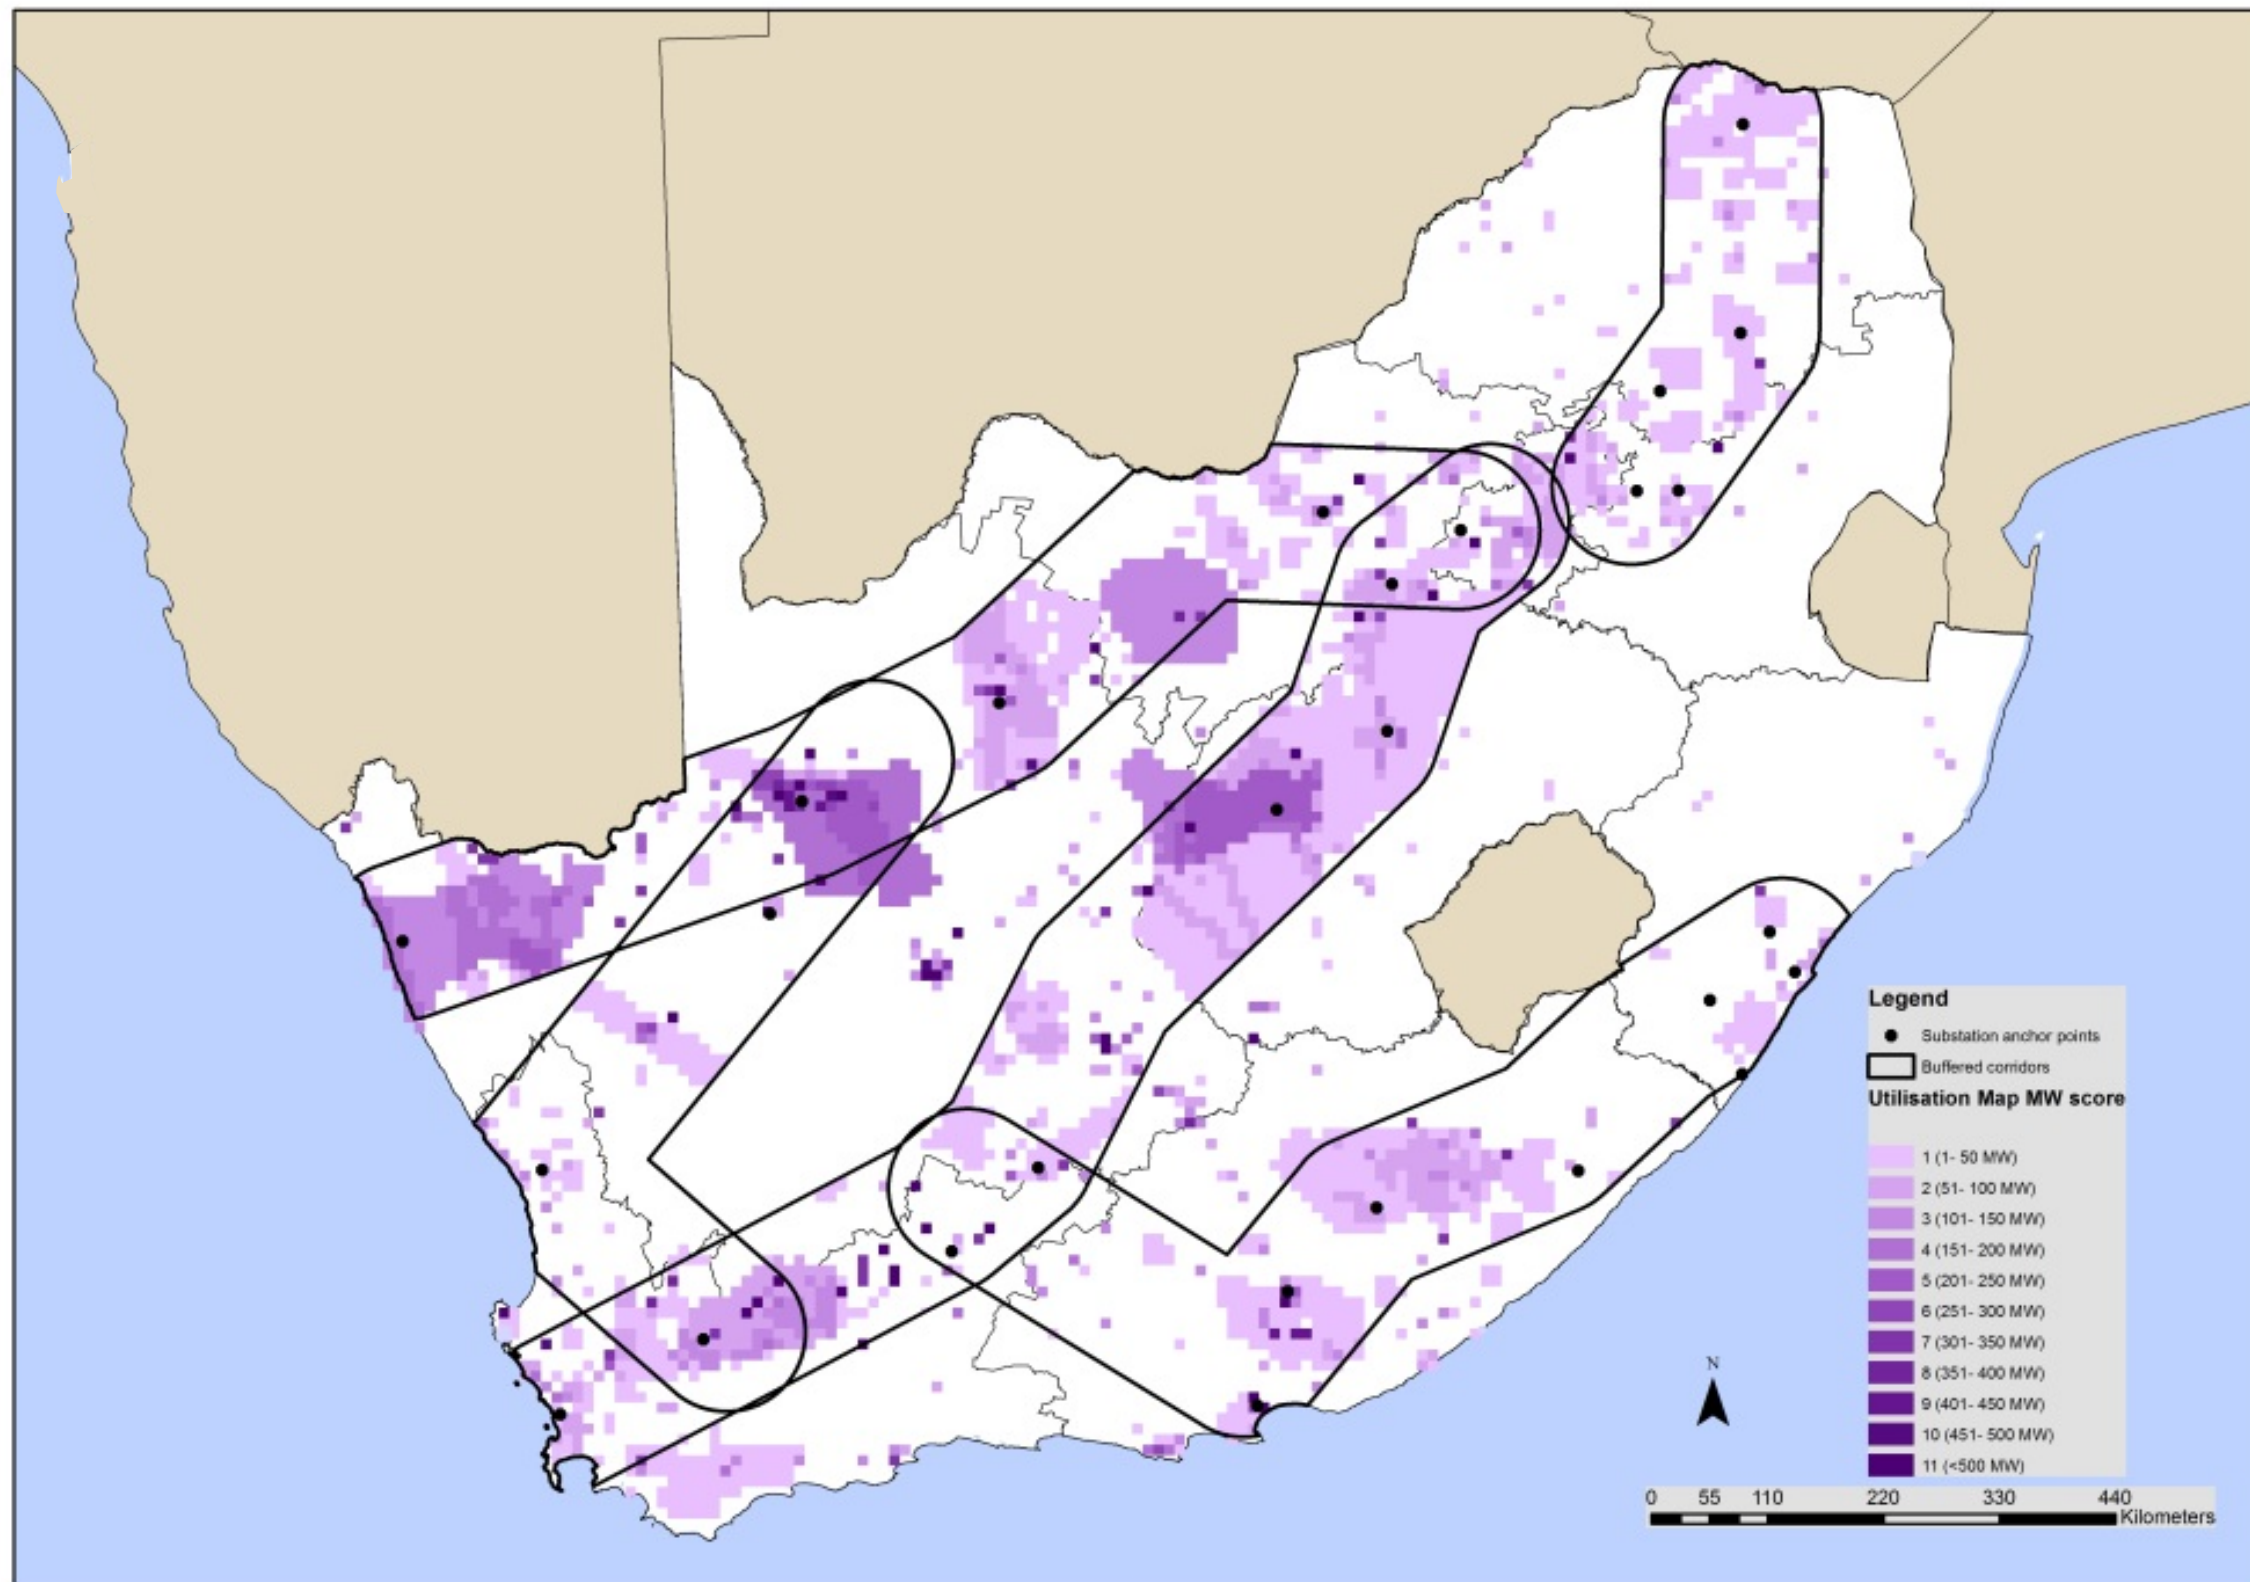 Legend
Substation anchor points
Buffered corridors
Utilisation Map MW score
1 (1- 50 MW)
2 (51- 100 MW)
3 (101- 150 MW)
4 (151- 200 MW)
5 (201- 250 MW)
6 (251- 300 MW)
7 (301- 350 MW)
8 (351- 400 MW)
9 (401- 450 MW)
10 (451- 500 MW)
11 (<500 MW)
N
0 55 110 220 330 440
Kilometers